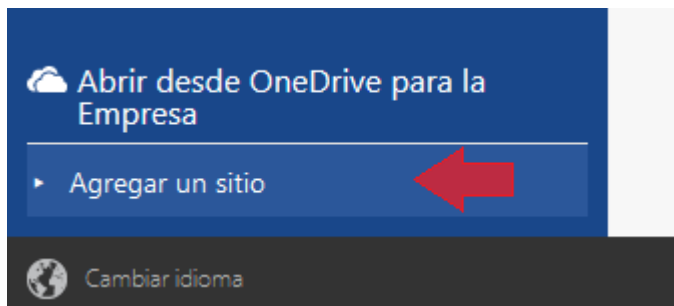 Abrir desde OneDrive para la
Empresa
Agregar un sitio
Cambiar idioma